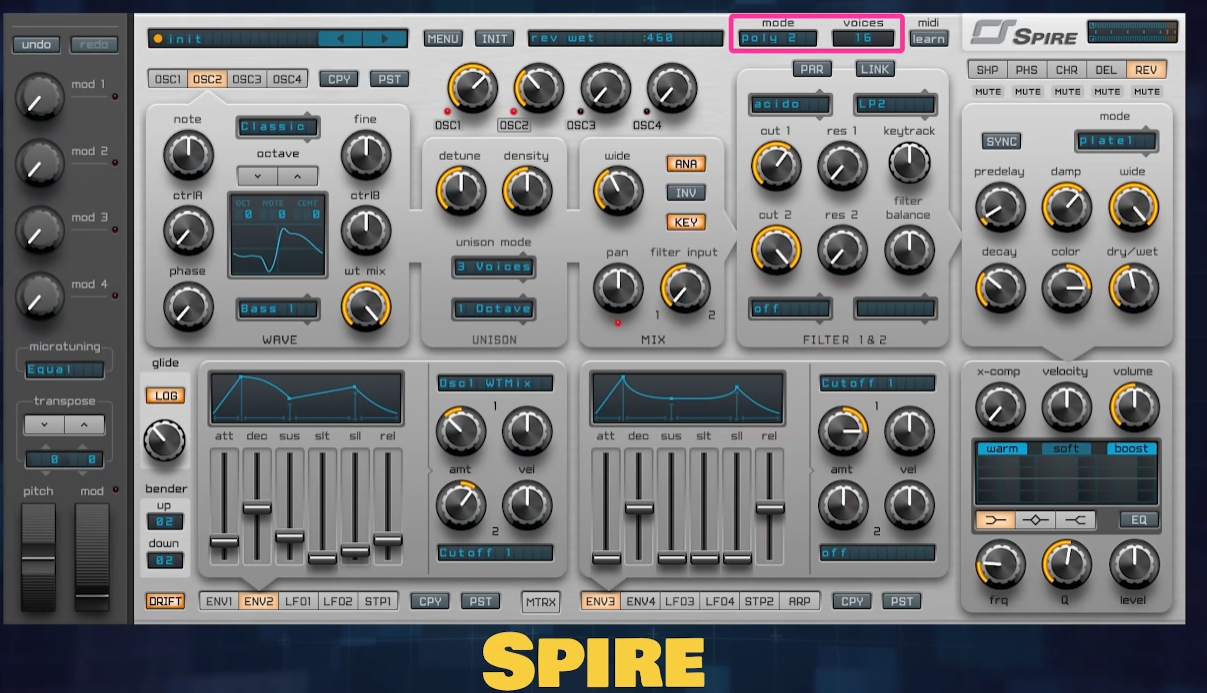 undo redo
mod 1
mod 2
mod 3
mod 4
microtuning
Equal
transpose
0 0
pitch mod
init MENU INIT rev wet :460
mode voices
poly 2 16
midi
learn
SPIRE
OSC1 OSC2 OSC3 OSC4 CPY PST
note Classic fine
octave
ctrlA ctrlB
OCT NOTE CENT
0 0 0
phase wt mix
Bass 1
WAVE
OSC1 OSC2 OSC3 OSC4
detune density
unison mode
3 Voices
1 Octave
UNISON
wide
ANA
INV
KEY
pan filter input
1 2
MIX
PAR LINK
acido LP2
cut 1 res 1 keytrack
cut 2 res 2 filter
balance
off
FILTER 1&2
SHP PHS CHR DEL REV
MUTE MUTE MUTE MUTE MUTE
mode
SYNC plate1
predelay damp wide
decay color dry/wet
glide
LOG
bender
up
02
down
02
DRIFT
att dec sus slt sll rel
Osc1 WTMix
1
amt vel
2
Cutoff 1
ENV1 ENV2 LFO1 LFO2 STP1 CPY PST MTRX
att dec sus slt sll rel
Cutoff 1
1
amt vel
2
off
ENV3 ENV4 LFO3 LFO4 STP2 ARP CPY PST
x-comp velocity volume
warm soft boost
EQ
frq Q level
SPIRE